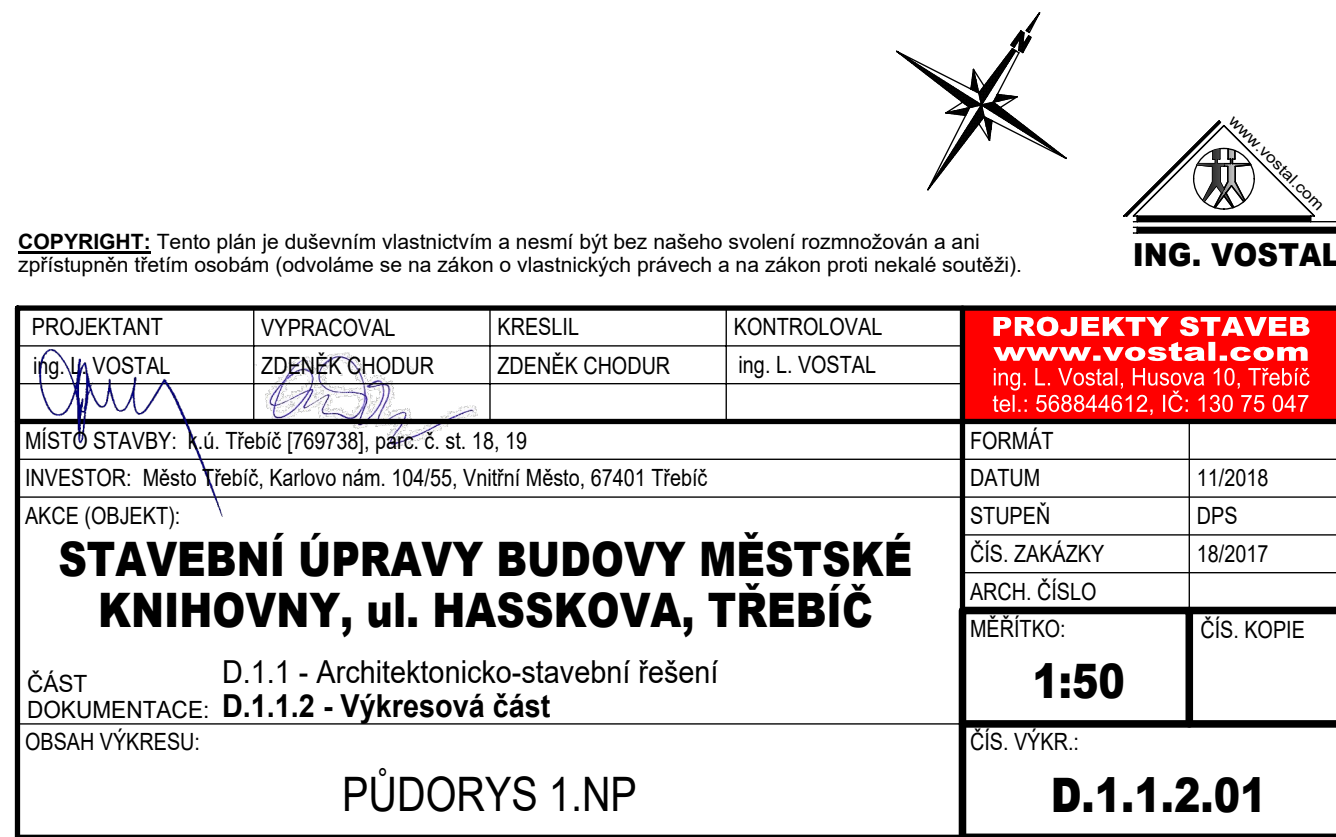 N
www.vostal.com
ING. VOSTAL
COPYRIGHT: Tento plán je duševním vlastnictvím a nesmí být bez našeho svolení rozmnožován a ani
zpřístupněn třetím osobám (odvoláme se na zákon o vlastnických právech a na zákon proti nekalé soutěži).
PROJEKTANT
VYPRACOVAL
KRESLIL
KONTROLOVAL
ing. L. VOSTAL
ZDENĚK CHODUR
ZDENĚK CHODUR
ing. L. VOSTAL
PROJEKTY STAVEB
www.vostal.com
ing. L. Vostal, Husova 10, Třebíč
tel.: 568844612, IČ: 130 75 047
MÍSTO STAVBY: k.ú. Třebíč [769738], parc. č. st. 18, 19
INVESTOR: Město Třebíč, Karlovo nám. 104/55, Vnitřní Město, 67401 Třebíč
AKCE (OBJEKT):
STAVEBNÍ ÚPRAVY BUDOVY MĚSTSKÉ
KNIHOVNY, ul. HASSKOVA, TŘEBÍČ
ČÁST
DOKUMENTACE:
D.1.1 - Architektonicko-stavební řešení
D.1.1.2 - Výkresová část
OBSAH VÝKRESU:
PŮDORYS 1.NP
FORMÁT
DATUM 11/2018
STUPEŇ DPS
ČÍS. ZAKÁZKY 18/2017
ARCH. ČÍSLO
MĚŘÍTKO:
1:50
ČÍS. KOPIE
ČÍS. VÝKR.:
D.1.1.2.01